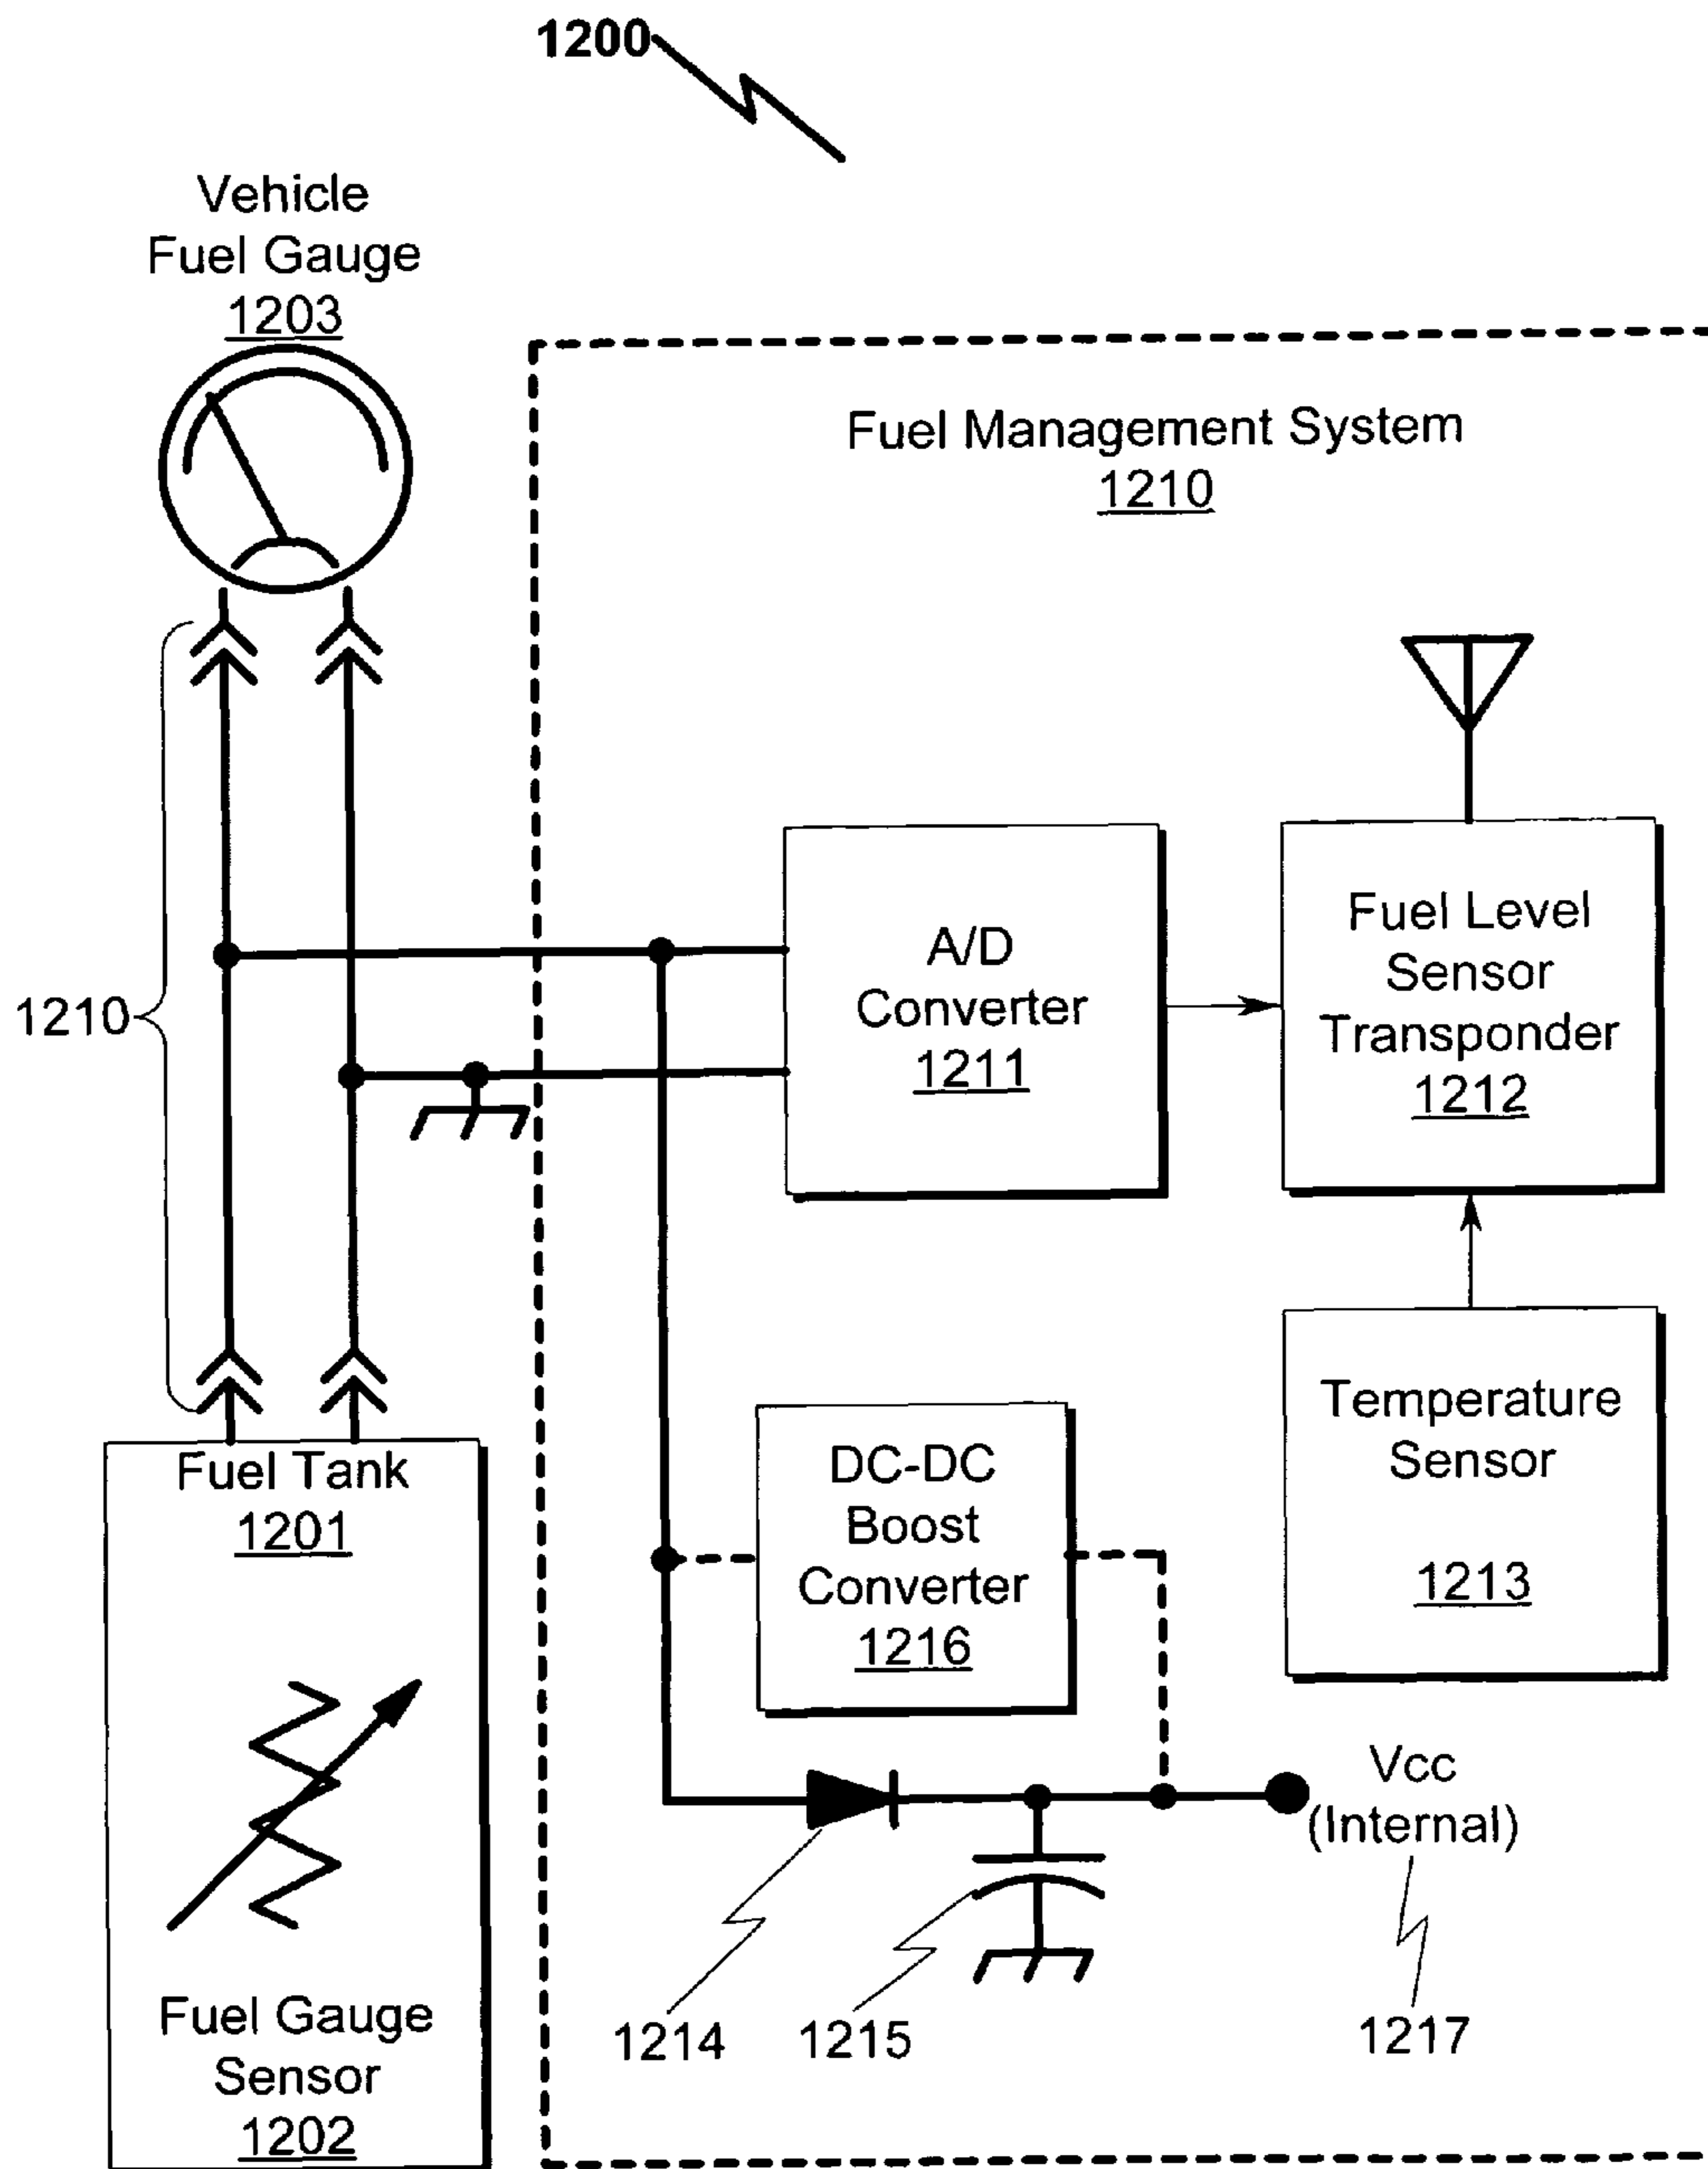 1200
Vehicle
Fuel Gauge
1203
Fuel Management System
1210
A/D
Converter
1211
Fuel Level
Sensor
Transponder
1212
1210
Temperature
Sensor
1213
DC-DC
Boost
Converter
1216
Fuel Tank
1201
Vcc
(Internal)
Fuel Gauge
Sensor
1202
1214
1215
1217